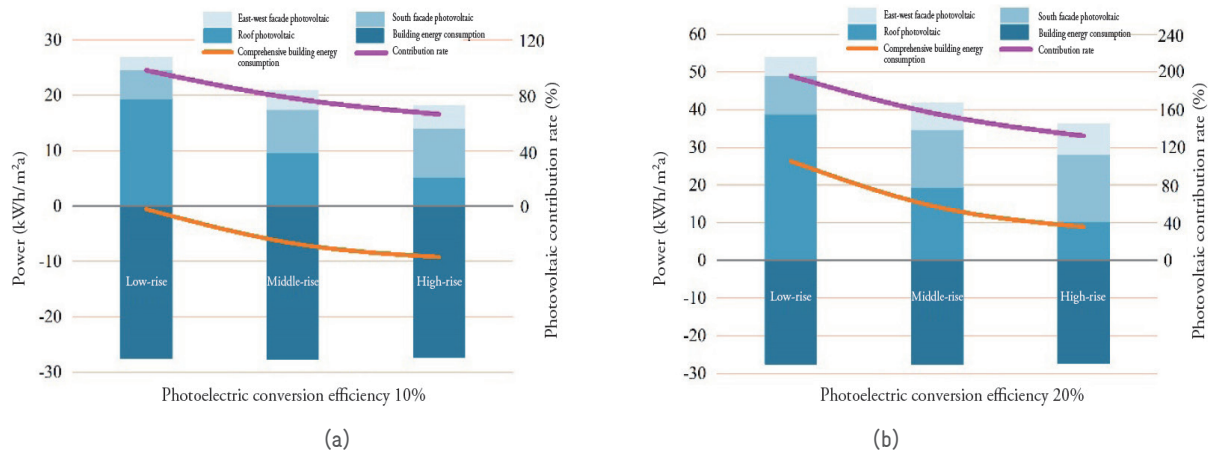 East-west facade photovoltaic
South facade photovoltaic
Roof photovoltaic
Building energy consumption
Comprehensive building energy
consumption
Contribution rate
30
20
10
0
-10
-20
-30
Power (kWh/m²a)
120
80
40
0
Photovoltaic contribution rate (%)
Low-rise
Middle-rise
High-rise
Photoelectric conversion efficiency 10%
(a)
East-west facade photovoltaic
South facade photovoltaic
Roof photovoltaic
Building energy consumption
Comprehensive building energy
consumption
Contribution rate
60
50
40
30
20
10
0
-10
-20
-30
Power (kWh/m²a)
240
200
160
120
80
40
0
Photovoltaic contribution rate (%)
Low-rise
Middle-rise
High-rise
Photoelectric conversion efficiency 20%
(b)